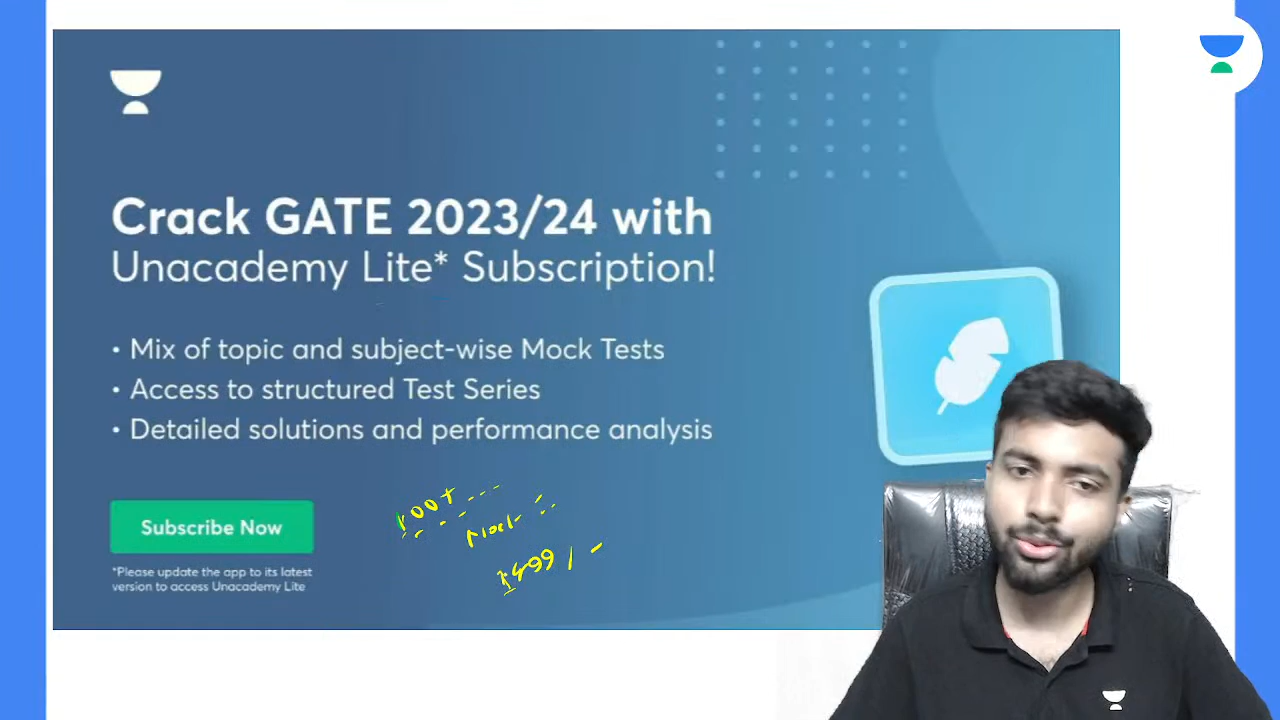 Crack GATE 2023/24 with
Unacademy Lite* Subscription!
• Mix of topic and subject-wise Mock Tests
• Access to structured Test Series
• Detailed solutions and performance analysis
100+ ...
Mock
Subscribe Now
499/-
*Please update the app to its latest
version to access Unacademy Lite